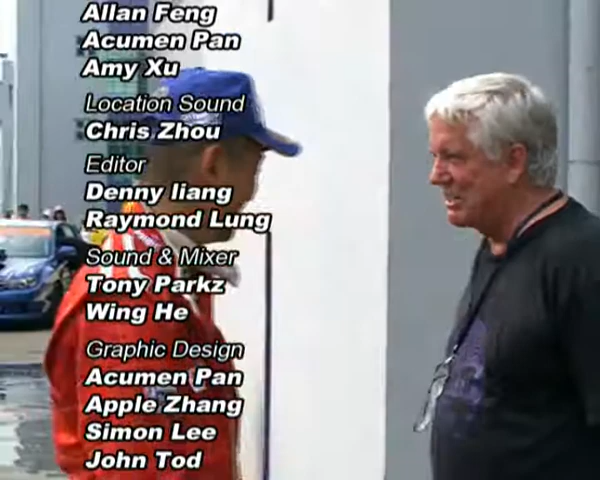 Allan Feng
Acumen Pan
Amy Xu
Location Sound
Chris Zhou
Editor
Denny liang
Raymond Lung
Sound & Mixer
Tony Parkz
Wing He
Graphic Design
Acumen Pan
Apple Zhang
Simon Lee
John Tod